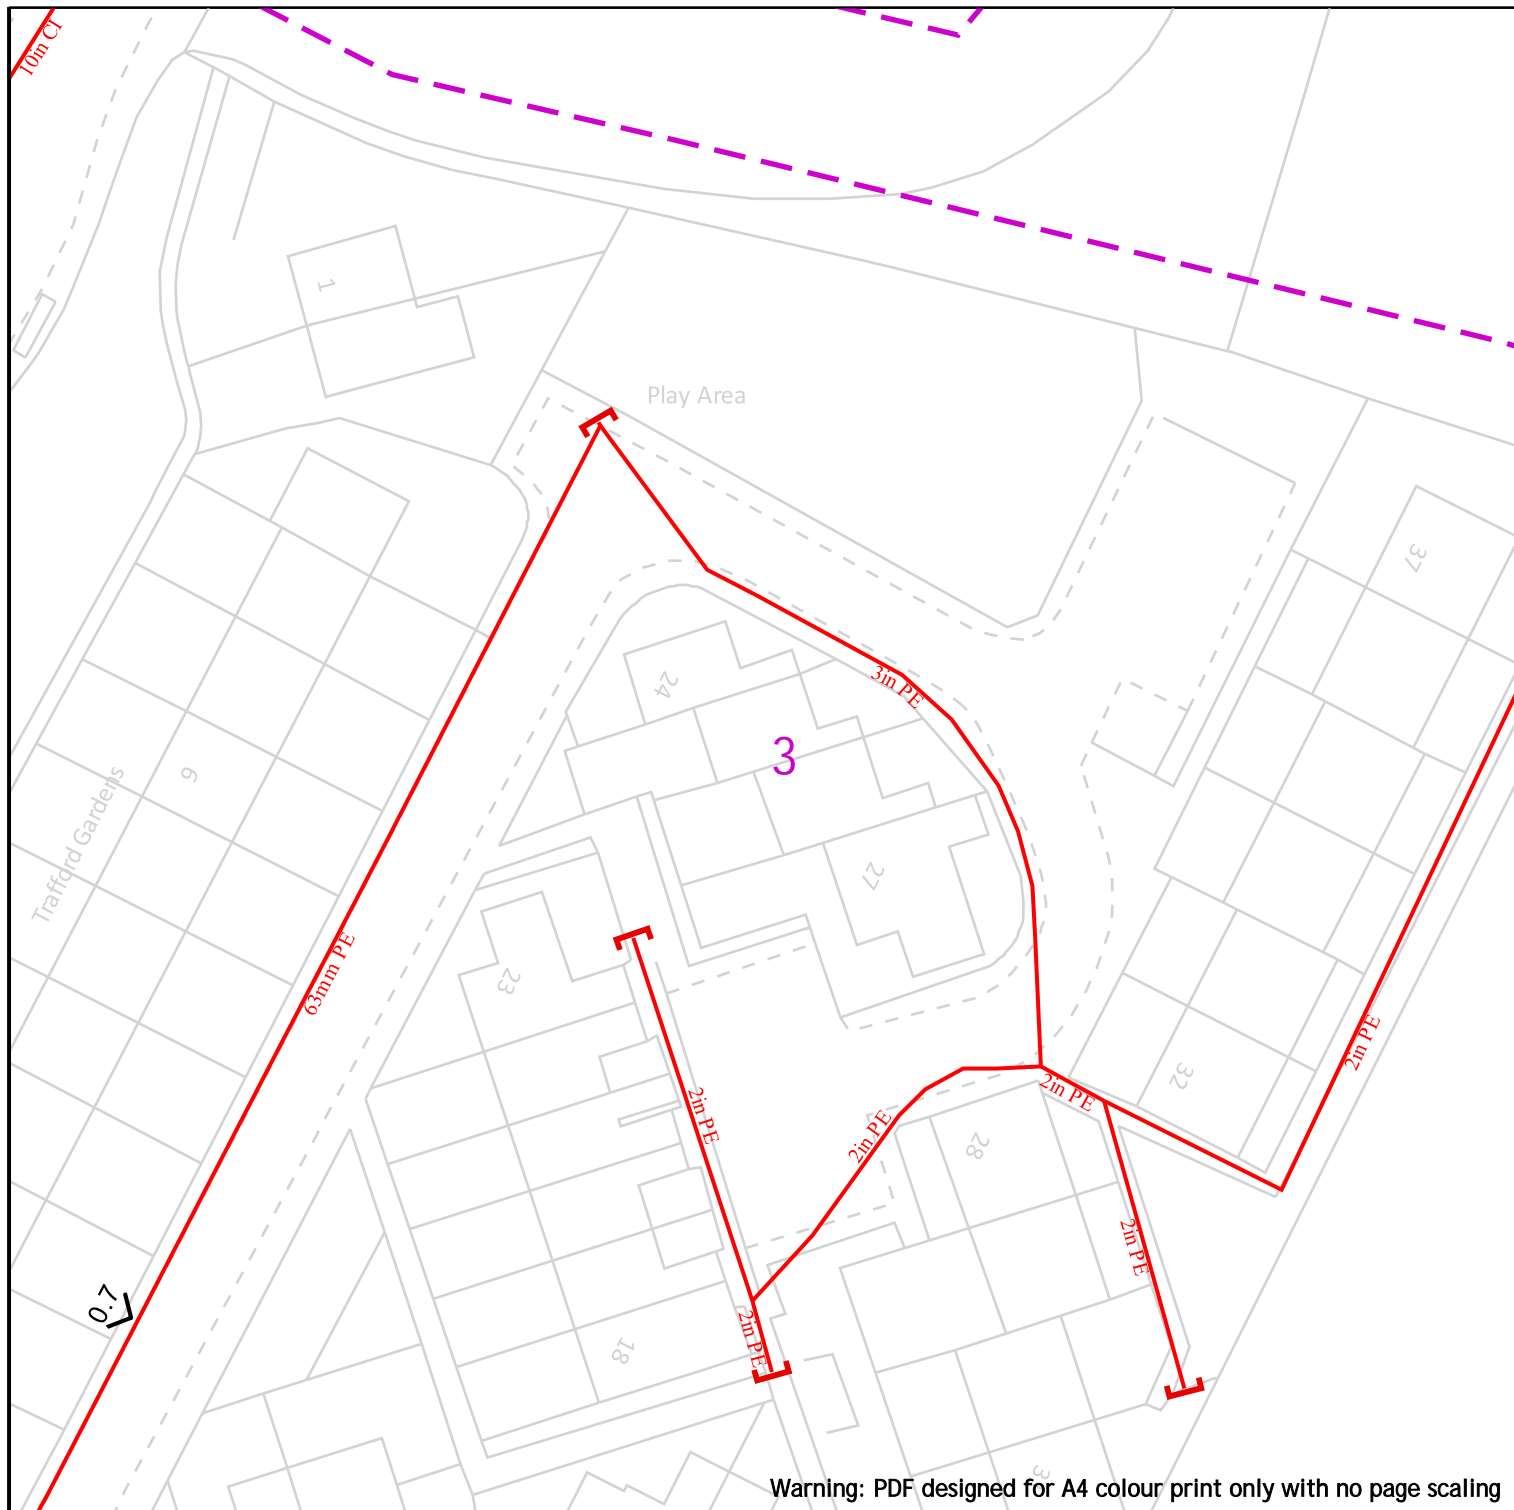 10in CI
1
Play Area
37
24
3in PE
3
6
Trafford Gardens
27
63mm PE
23
2in PE
2in PE
32
2in PE
2in PE
28
2in PE
0.7
2in PE
18
3
Warning: PDF designed for A4 colour print only with no page scaling